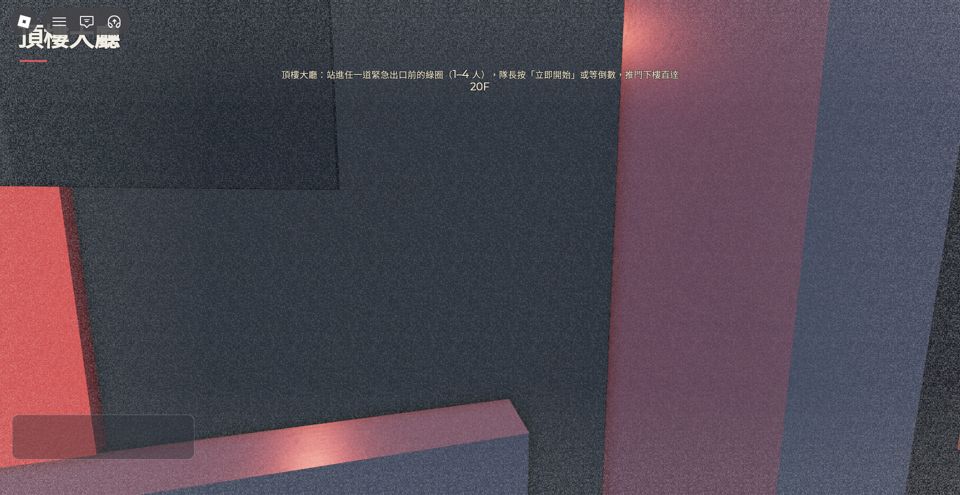 頂樓大廳
頂樓大廳：站進任一道緊急出口前的綠圈（1–4 人），隊長按「立即開始」或等倒數，推門下樓直達
20F